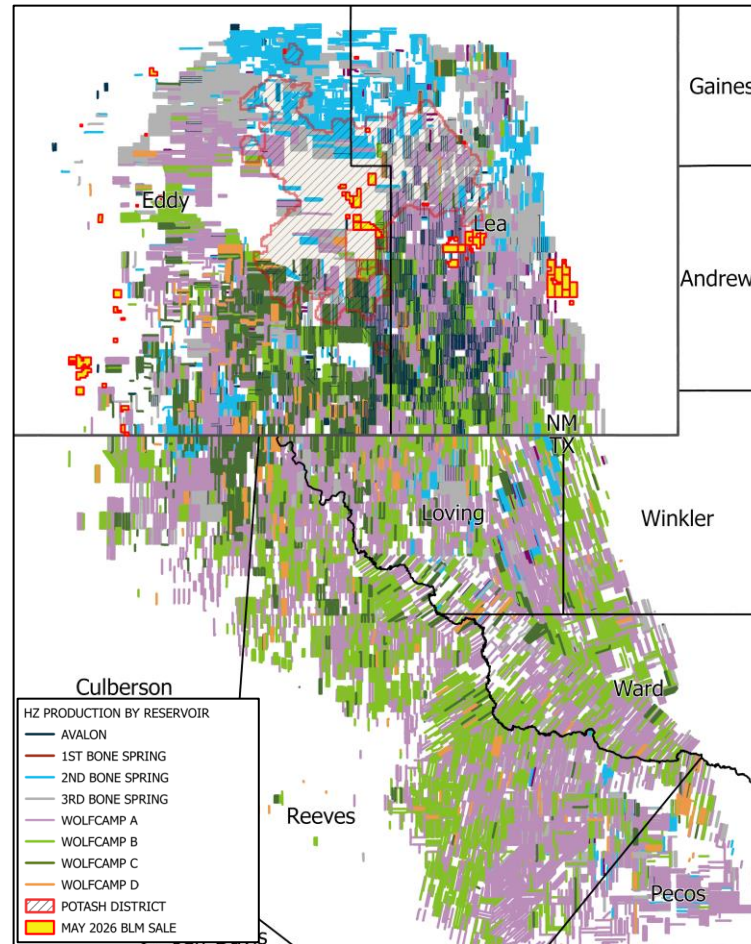 Gaines
Eddy
Lea
Andrew
NM
TX
Loving
Winkler
Culberson
Ward
HZ PRODUCTION BY RESERVOIR
AVALON
1ST BONE SPRING
2ND BONE SPRING
3RD BONE SPRING
WOLFCAMP A
WOLFCAMP B
WOLFCAMP C
WOLFCAMP D
POTASH DISTRICT
MAY 2026 BLM SALE
Reeves
Pecos